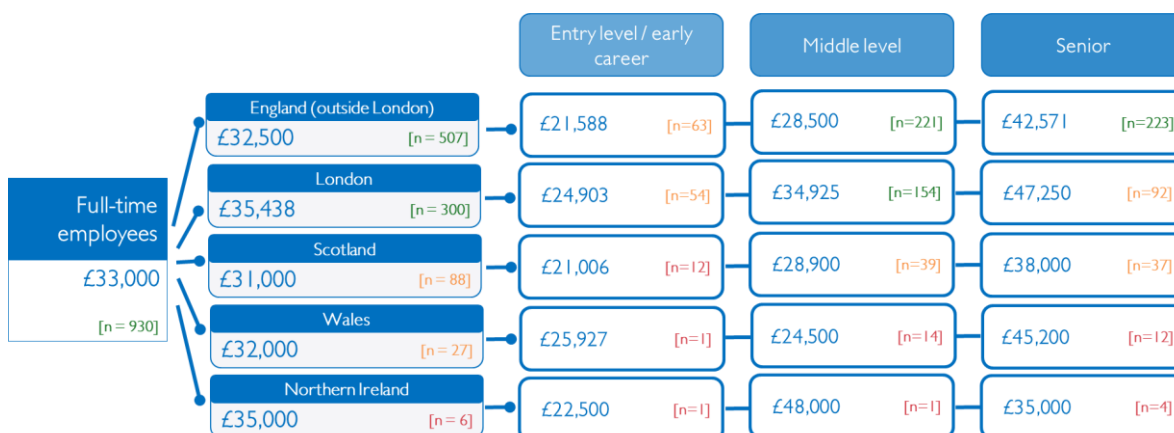 Entry level / early
career
Middle level
Senior
England (outside London)
£32,500 [n = 507]
£21,588 [n=63]
£28,500 [n=221]
£42,571 [n=223]
London
£35,438 [n = 300]
£24,903 [n=54]
£34,925 [n=154]
£47,250 [n=92]
Full-time
employees
£33,000
[n = 930]
Scotland
£31,000 [n = 88]
£21,006 [n=12]
£28,900 [n=39]
£38,000 [n=37]
Wales
£32,000 [n = 27]
£25,927 [n=1]
£24,500 [n=14]
£45,200 [n=12]
Northern Ireland
£35,000 [n = 6]
£22,500 [n=1]
£48,000 [n=1]
£35,000 [n=4]